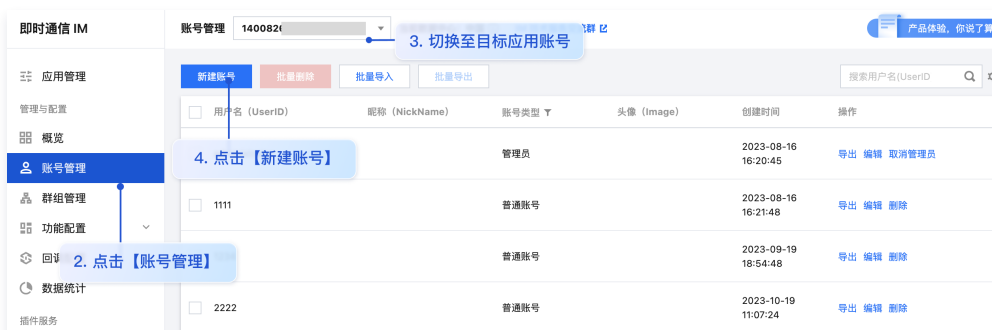 即时通信 IM
账号管理 140082
群
产品体验，你说了算
3. 切换至目标应用账号
应用管理
新建账号 批量删除 批量导入 批量导出
搜索用户名(UserID
管理与配置
用户名（UserID） 昵称（NickName） 账号类型 头像（Image） 创建时间 操作
概览
4. 点击【新建账号】
管理员 2023-08-16 16:20:45 导出 编辑 取消管理员
账号管理
群组管理
1111 普通账号 2023-08-16 16:21:48 导出 编辑 删除
功能配置
2. 点击【账号管理】
回
普通账号 2023-09-19 18:54:48 导出 编辑 删除
数据统计
2222 普通账号 2023-10-19 11:07:24 导出 编辑 删除
插件服务